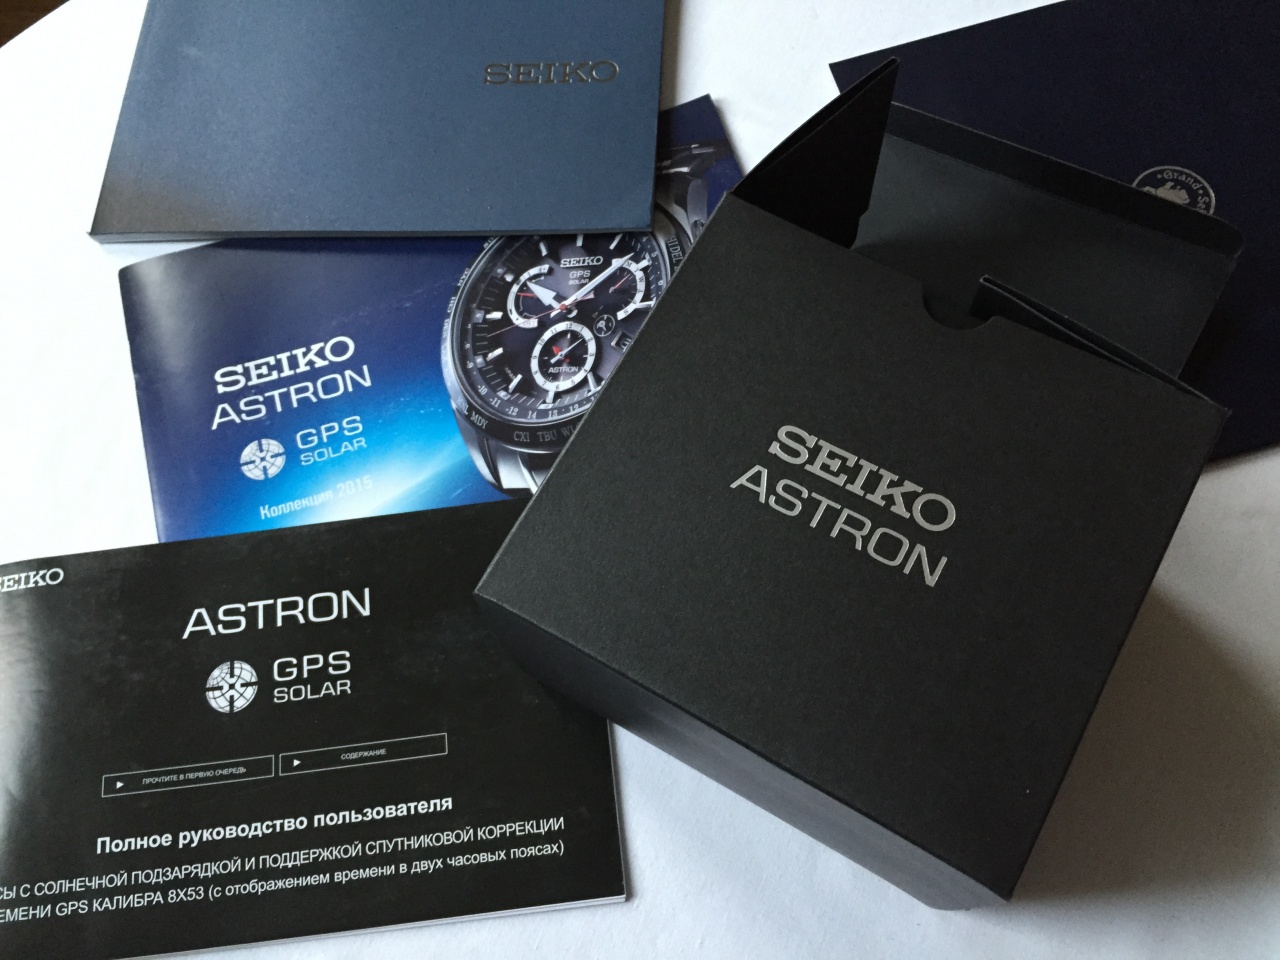 SEIKO
Grand
SEIKO
GPS
SOLAR
ASTRON
SEIKO
ASTRON
GPS
SOLAR
Коллекция 2015
SEIKO
ASTRON
SEIKO
ASTRON
GPS
SOLAR
ПРОЧТИТЕ В ПЕРВУЮ ОЧЕРЕДЬ
СОДЕРЖАНИЕ
Полное руководство пользователя
СЫ С СОЛНЕЧНОЙ ПОДЗАРЯДКОЙ И ПОДДЕРЖКОЙ СПУТНИКОВОЙ КОРРЕКЦИИ
ЕМЕНИ GPS КАЛИБРА 8X53 (с отображением времени в двух часовых поясах)